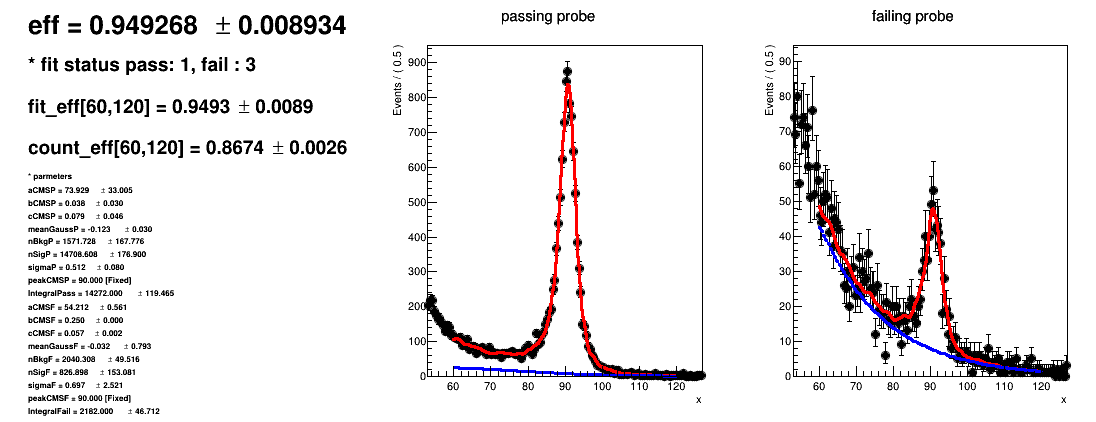 eff = 0.949268 ± 0.008934
* fit status pass: 1, fail : 3
fit_eff[60,120] = 0.9493 ± 0.0089
count_eff[60,120] = 0.8674 ± 0.0026
* parmeters
aCMSP = 73.929 ± 33.005
bCMSP = 0.038 ± 0.030
cCMSP = 0.079 ± 0.046
meanGaussP = -0.123 ± 0.030
nBkgP = 1571.728 ± 167.776
nSigP = 14708.608 ± 176.900
sigmaP = 0.512 ± 0.080
peakCMSP = 90.000 [Fixed]
IntegralPass = 14272.000 ± 119.465
aCMSF = 54.212 ± 0.561
bCMSF = 0.250 ± 0.000
cCMSF = 0.057 ± 0.002
meanGaussF = -0.032 ± 0.793
nBkgF = 2040.308 ± 49.516
nSigF = 826.898 ± 153.081
sigmaF = 0.697 ± 2.521
peakCMSF = 90.000 [Fixed]
IntegralFail = 2182.000 ± 46.712
passing probe
Events / ( 0.5 )
900
800
700
600
500
400
300
200
100
0
60 70 80 90 100 110 120
x
failing probe
Events / ( 0.5 )
90
80
70
60
50
40
30
20
10
0
60 70 80 90 100 110 120
x